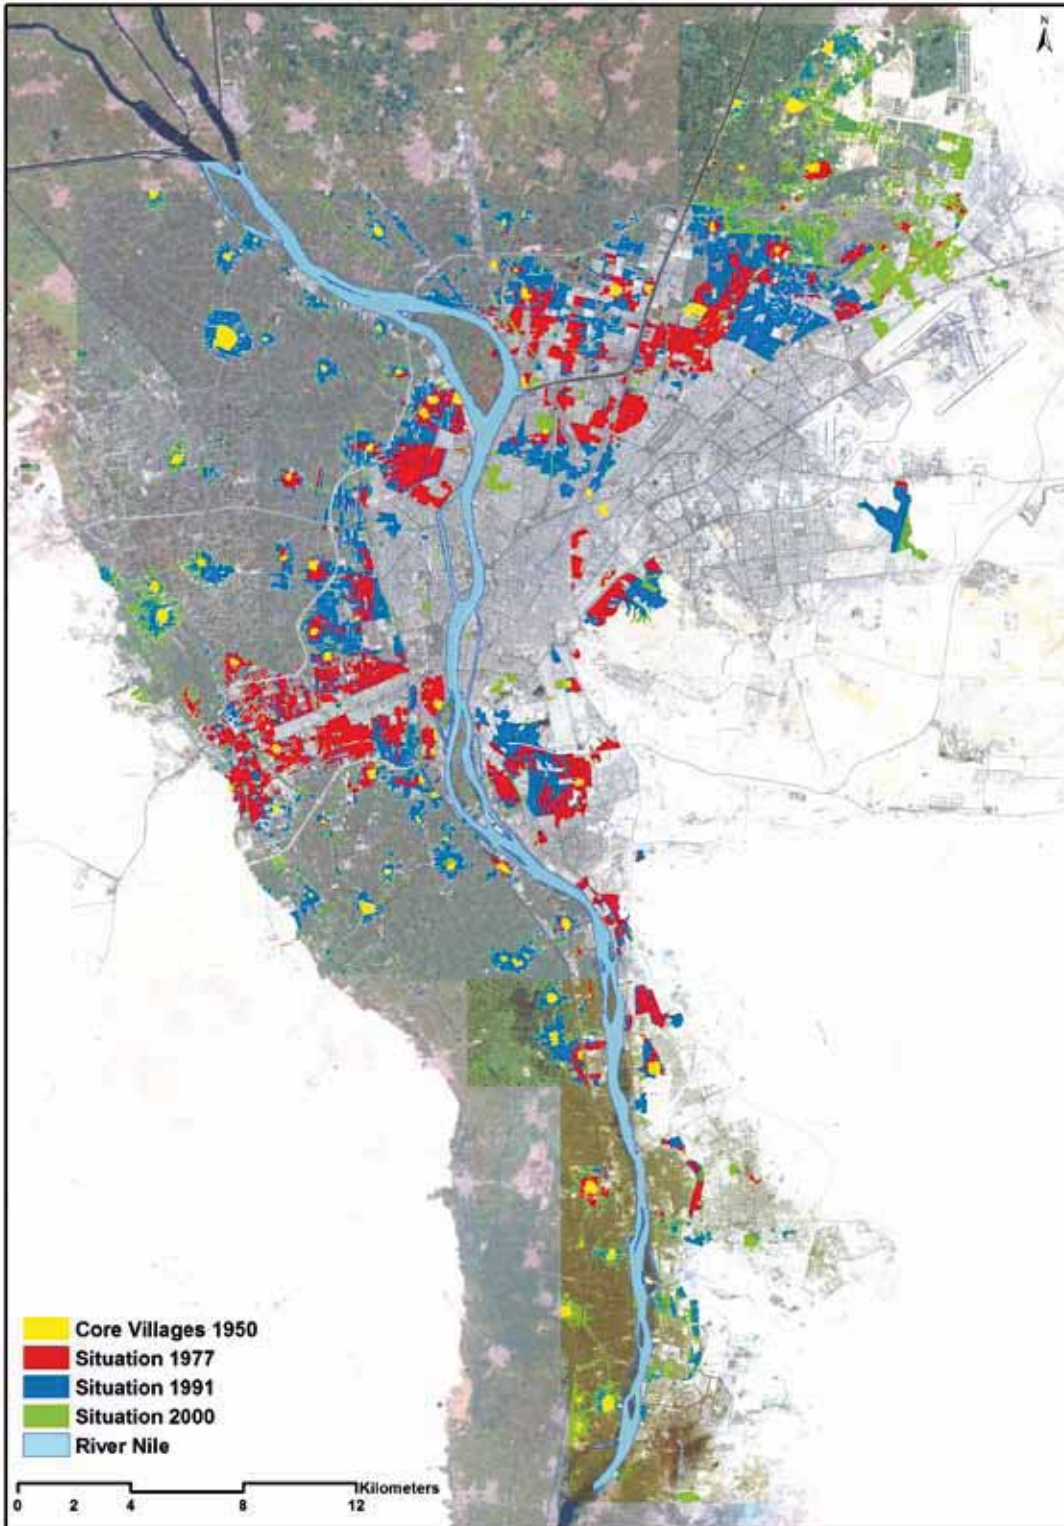 N
Core Villages 1950
Situation 1977
Situation 1991
Situation 2000
River Nile
Kilometers
0 2 4 8 12